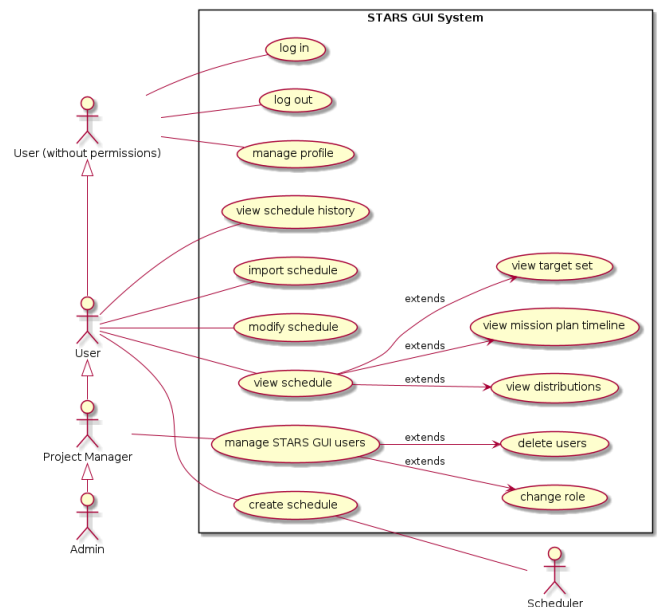 STARS GUI System
log in
log out
User (without permissions)
manage profile
view schedule history
view target set
import schedule
extends
modify schedule
view mission plan timeline
User
extends
view schedule
extends
view distributions
manage STARS GUI users
extends
delete users
Project Manager
extends
change role
create schedule
Admin
Scheduler